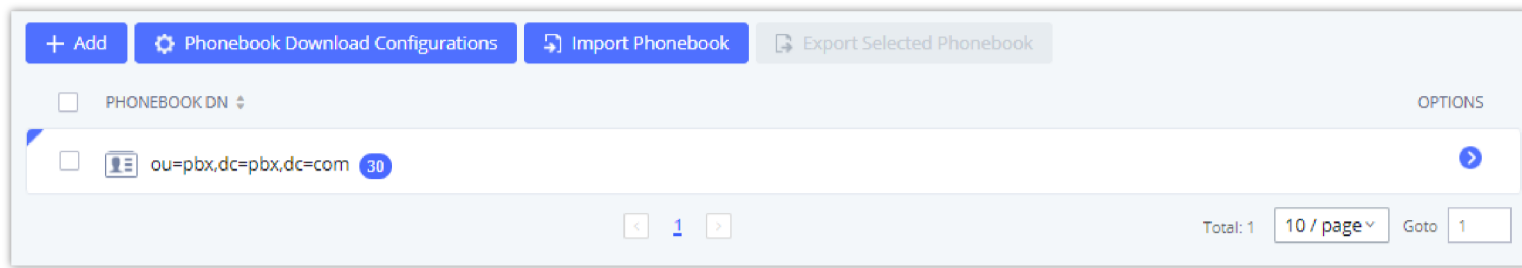 + Add Phonebook Download Configurations Import Phonebook Export Selected Phonebook
PHONEBOOK DN OPTIONS
ou=pbx,dc=pbx,dc=com 30
< 1 > Total: 1 10 / page Goto 1